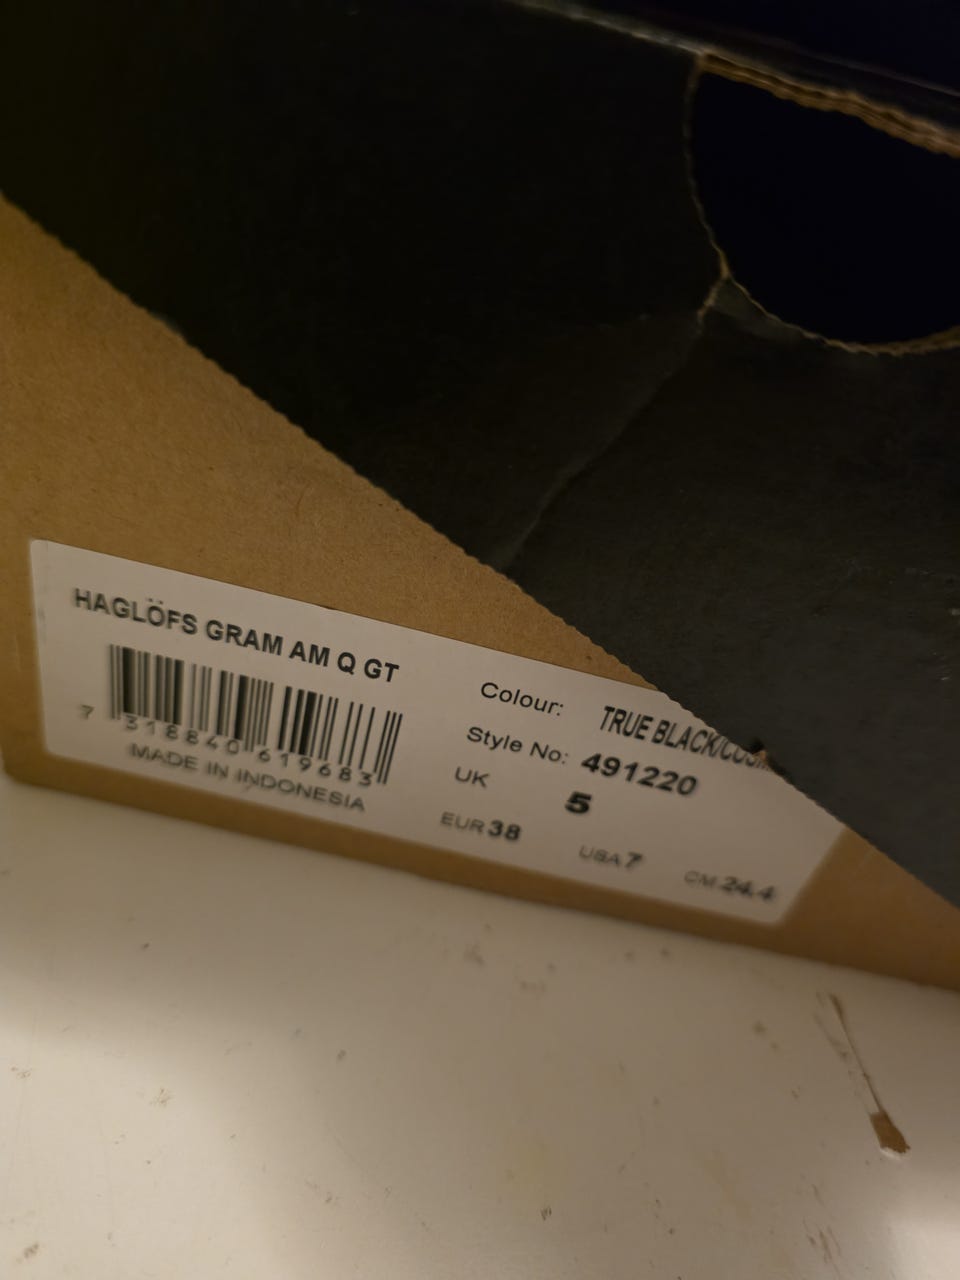 HAGLÖFS GRAM AM Q GT
7 318840 619683
MADE IN INDONESIA
Colour: TRUE BLACK/
Style No: 491220
UK 5
EUR 38 USA 7 CM 24.4